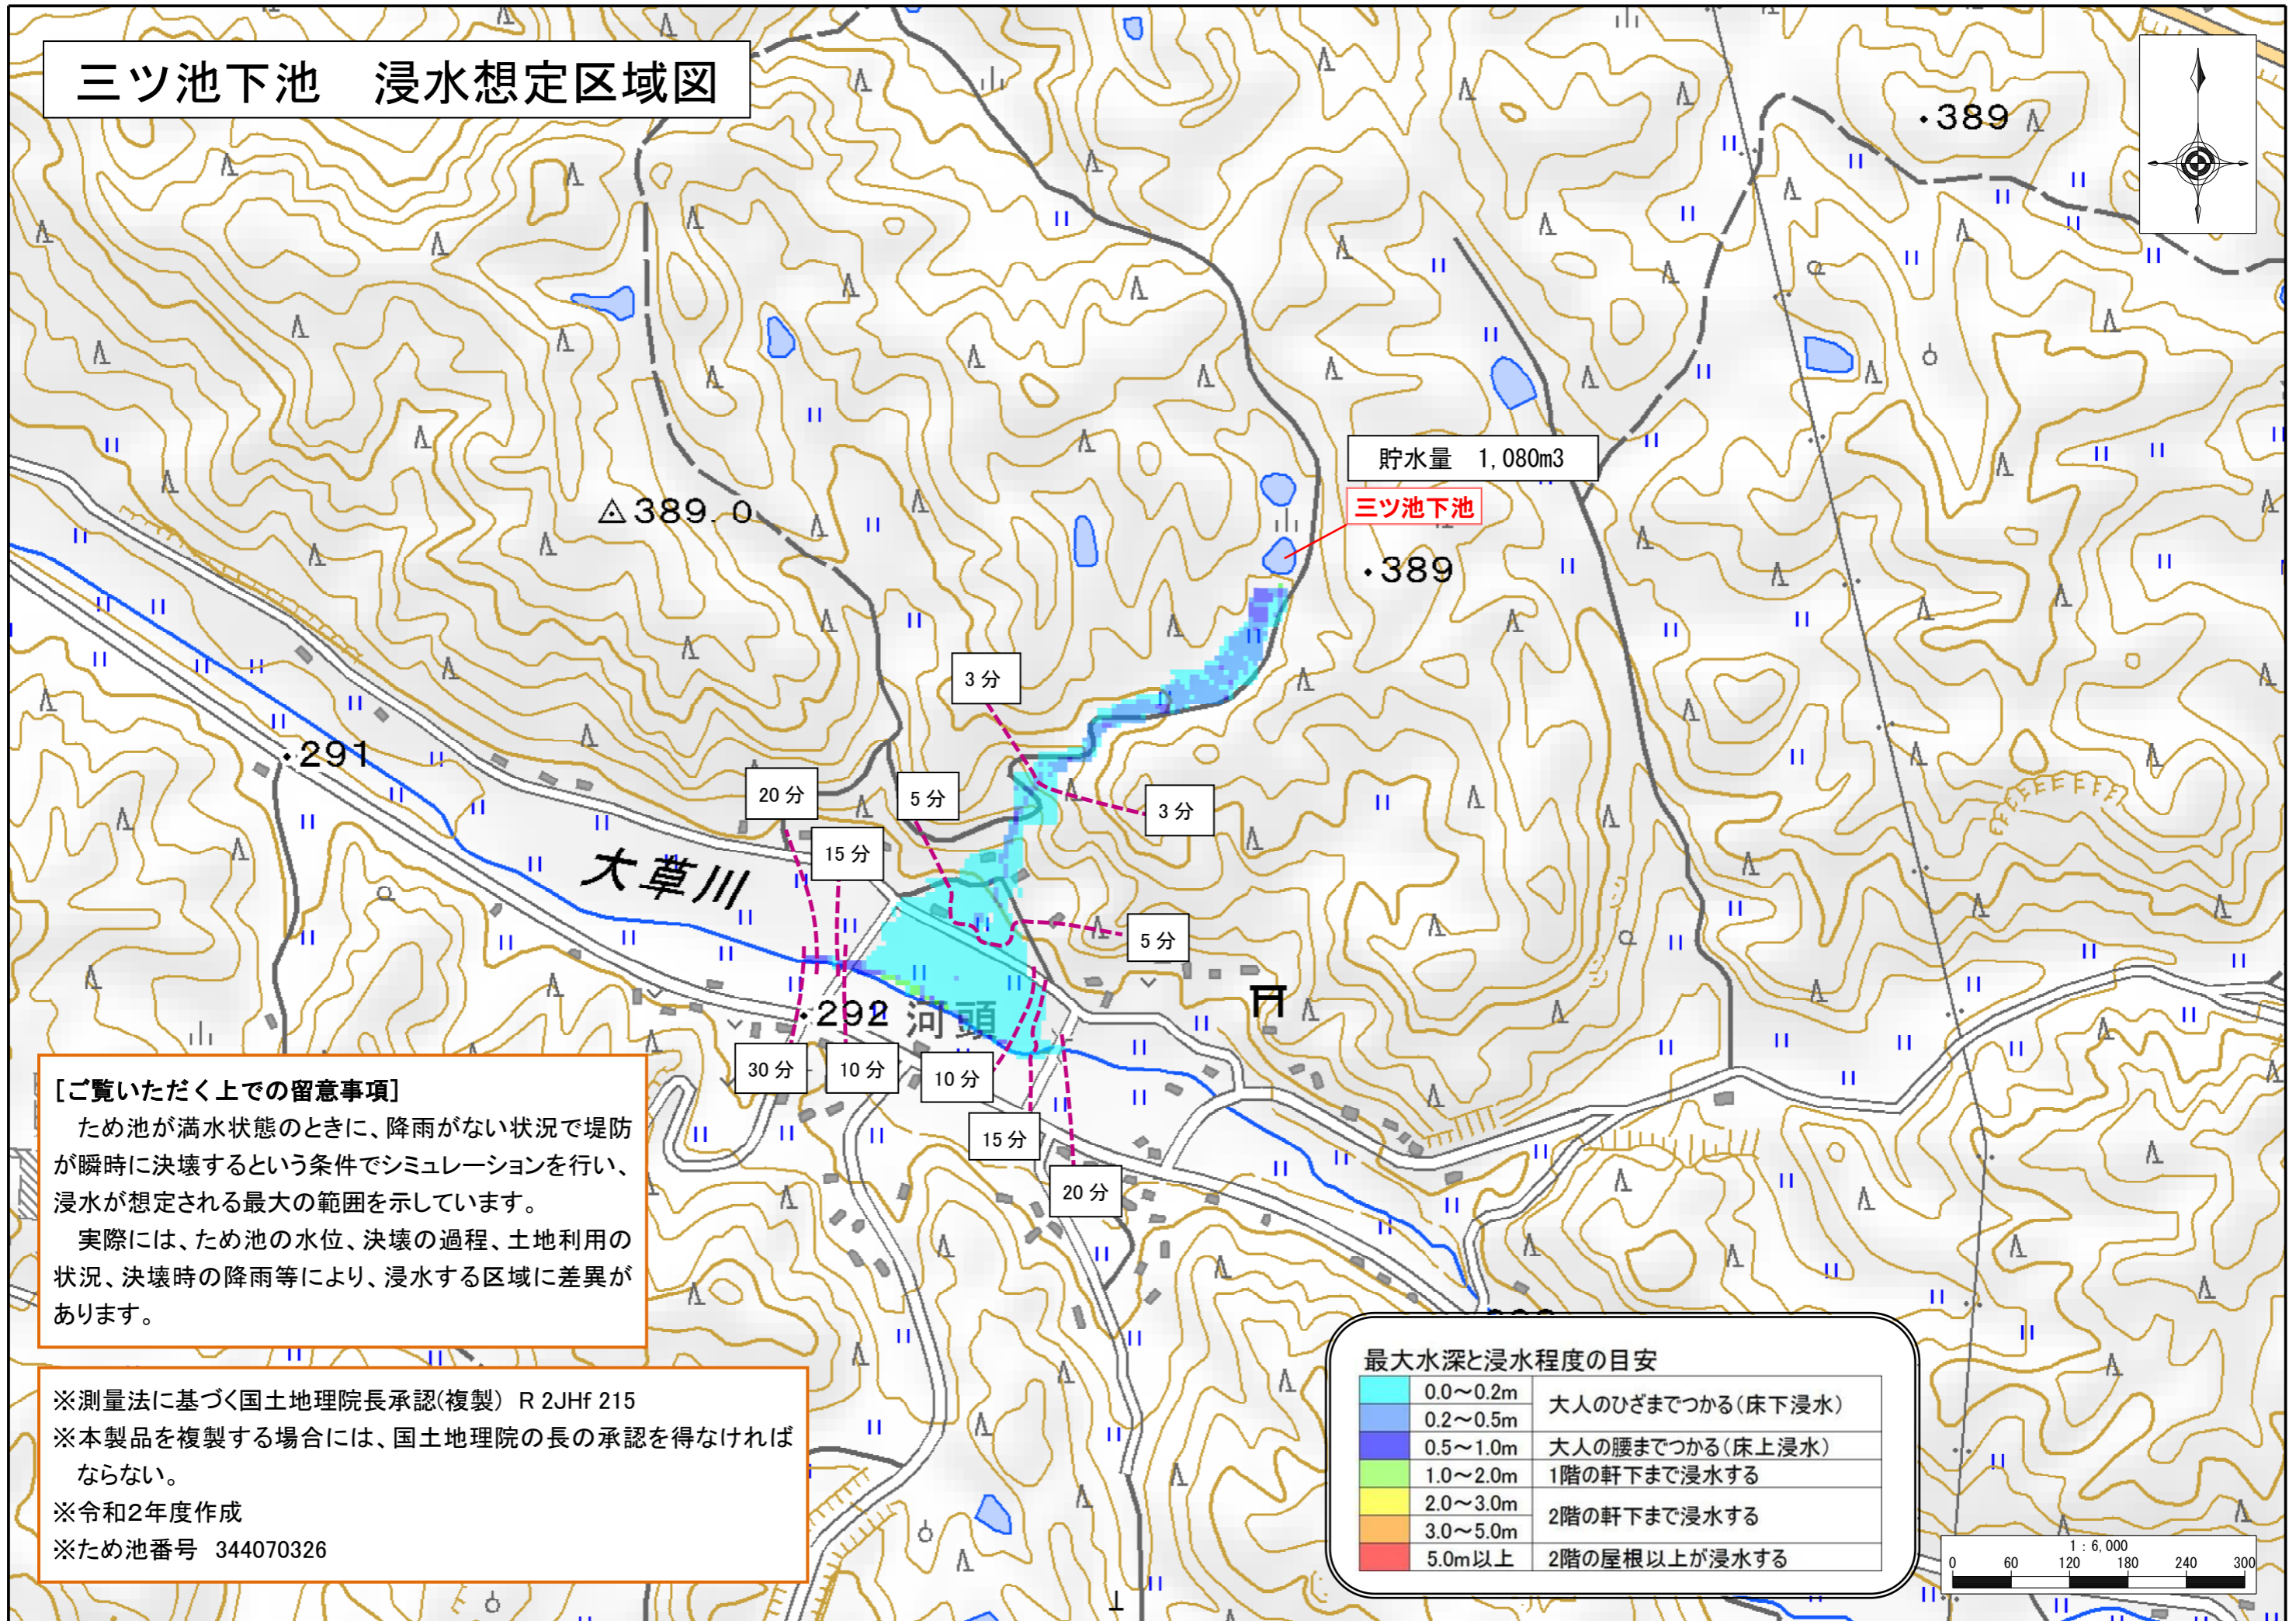 三ツ池下池　浸水想定区域図
・389
貯水量　1,080m3
三ツ池下池
△389.0
・389
3 分
・291
20 分
5 分
3 分
15 分
大草川
5 分
・292
河頭
30 分
10 分
10 分
15 分
20 分
[ご覧いただく上での留意事項]
　ため池が満水状態のときに、降雨がない状況で堤防
が瞬時に決壊するという条件でシミュレーションを行い、
浸水が想定される最大の範囲を示しています。
　実際には、ため池の水位、決壊の過程、土地利用の
状況、決壊時の降雨等により、浸水する区域に差異が
あります。
※測量法に基づく国土地理院長承認(複製)　R 2JHf 215
※本製品を複製する場合には、国土地理院の長の承認を得なければ
ならない。
※令和2年度作成
※ため池番号　344070326
最大水深と浸水程度の目安
0.0～0.2m　大人のひざまでつかる(床下浸水)
0.2～0.5m
0.5～1.0m　大人の腰までつかる(床上浸水)
1.0～2.0m　1階の軒下まで浸水する
2.0～3.0m　2階の軒下まで浸水する
3.0～5.0m
5.0m以上　2階の屋根以上が浸水する
1 : 6,000
0　60　120　180　240　300